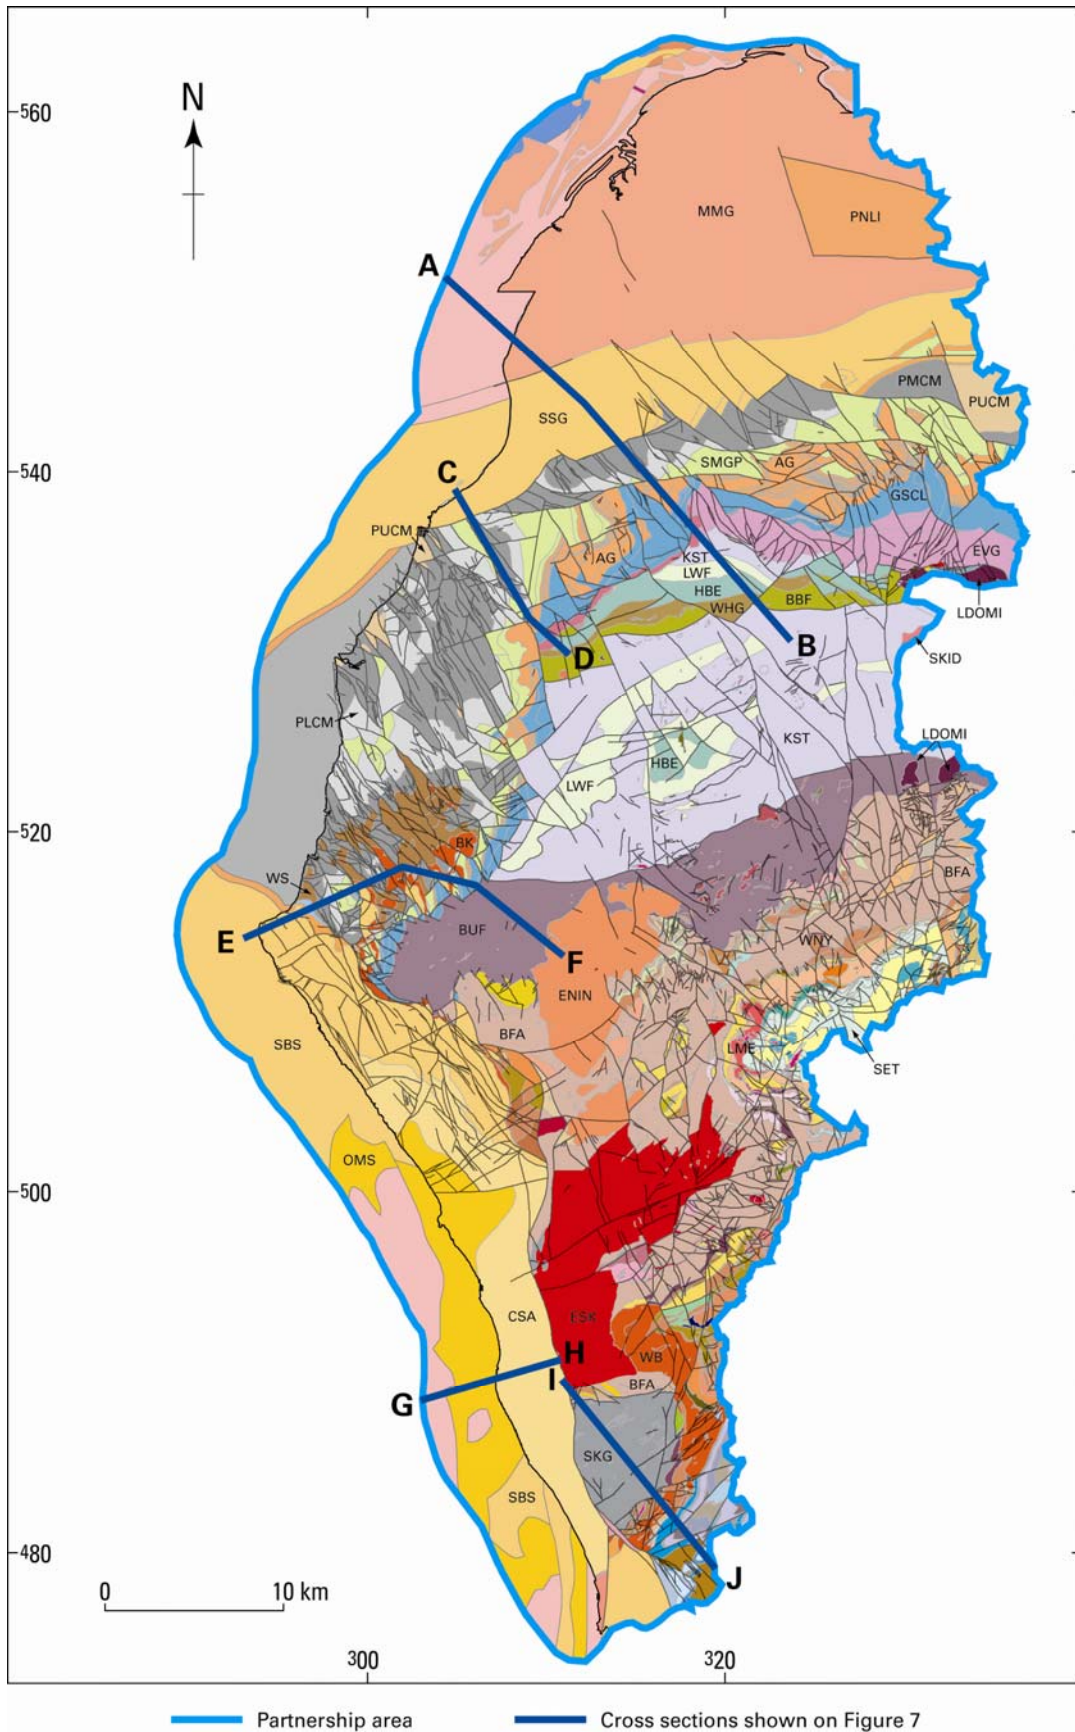 N
560
MMG
PNLI
A
PMCM
PUCM
SSG
540
C
SMGP
AG
GSCL
PUCM
AG
KST
LWF
HBE
WHG
BBF
EVG
LDOMI
B
D
SKID
PLCM
KST
LDOMI
HBE
LWF
520
BK
BFA
WS
E
BUF
F
WNY
ENIN
BFA
SBS
LME
SET
OMS
500
CSA
ESK
H
WB
I
BFA
G
SKG
SBS
480
J
0 10 km
300 320
Partnership area Cross sections shown on Figure 7